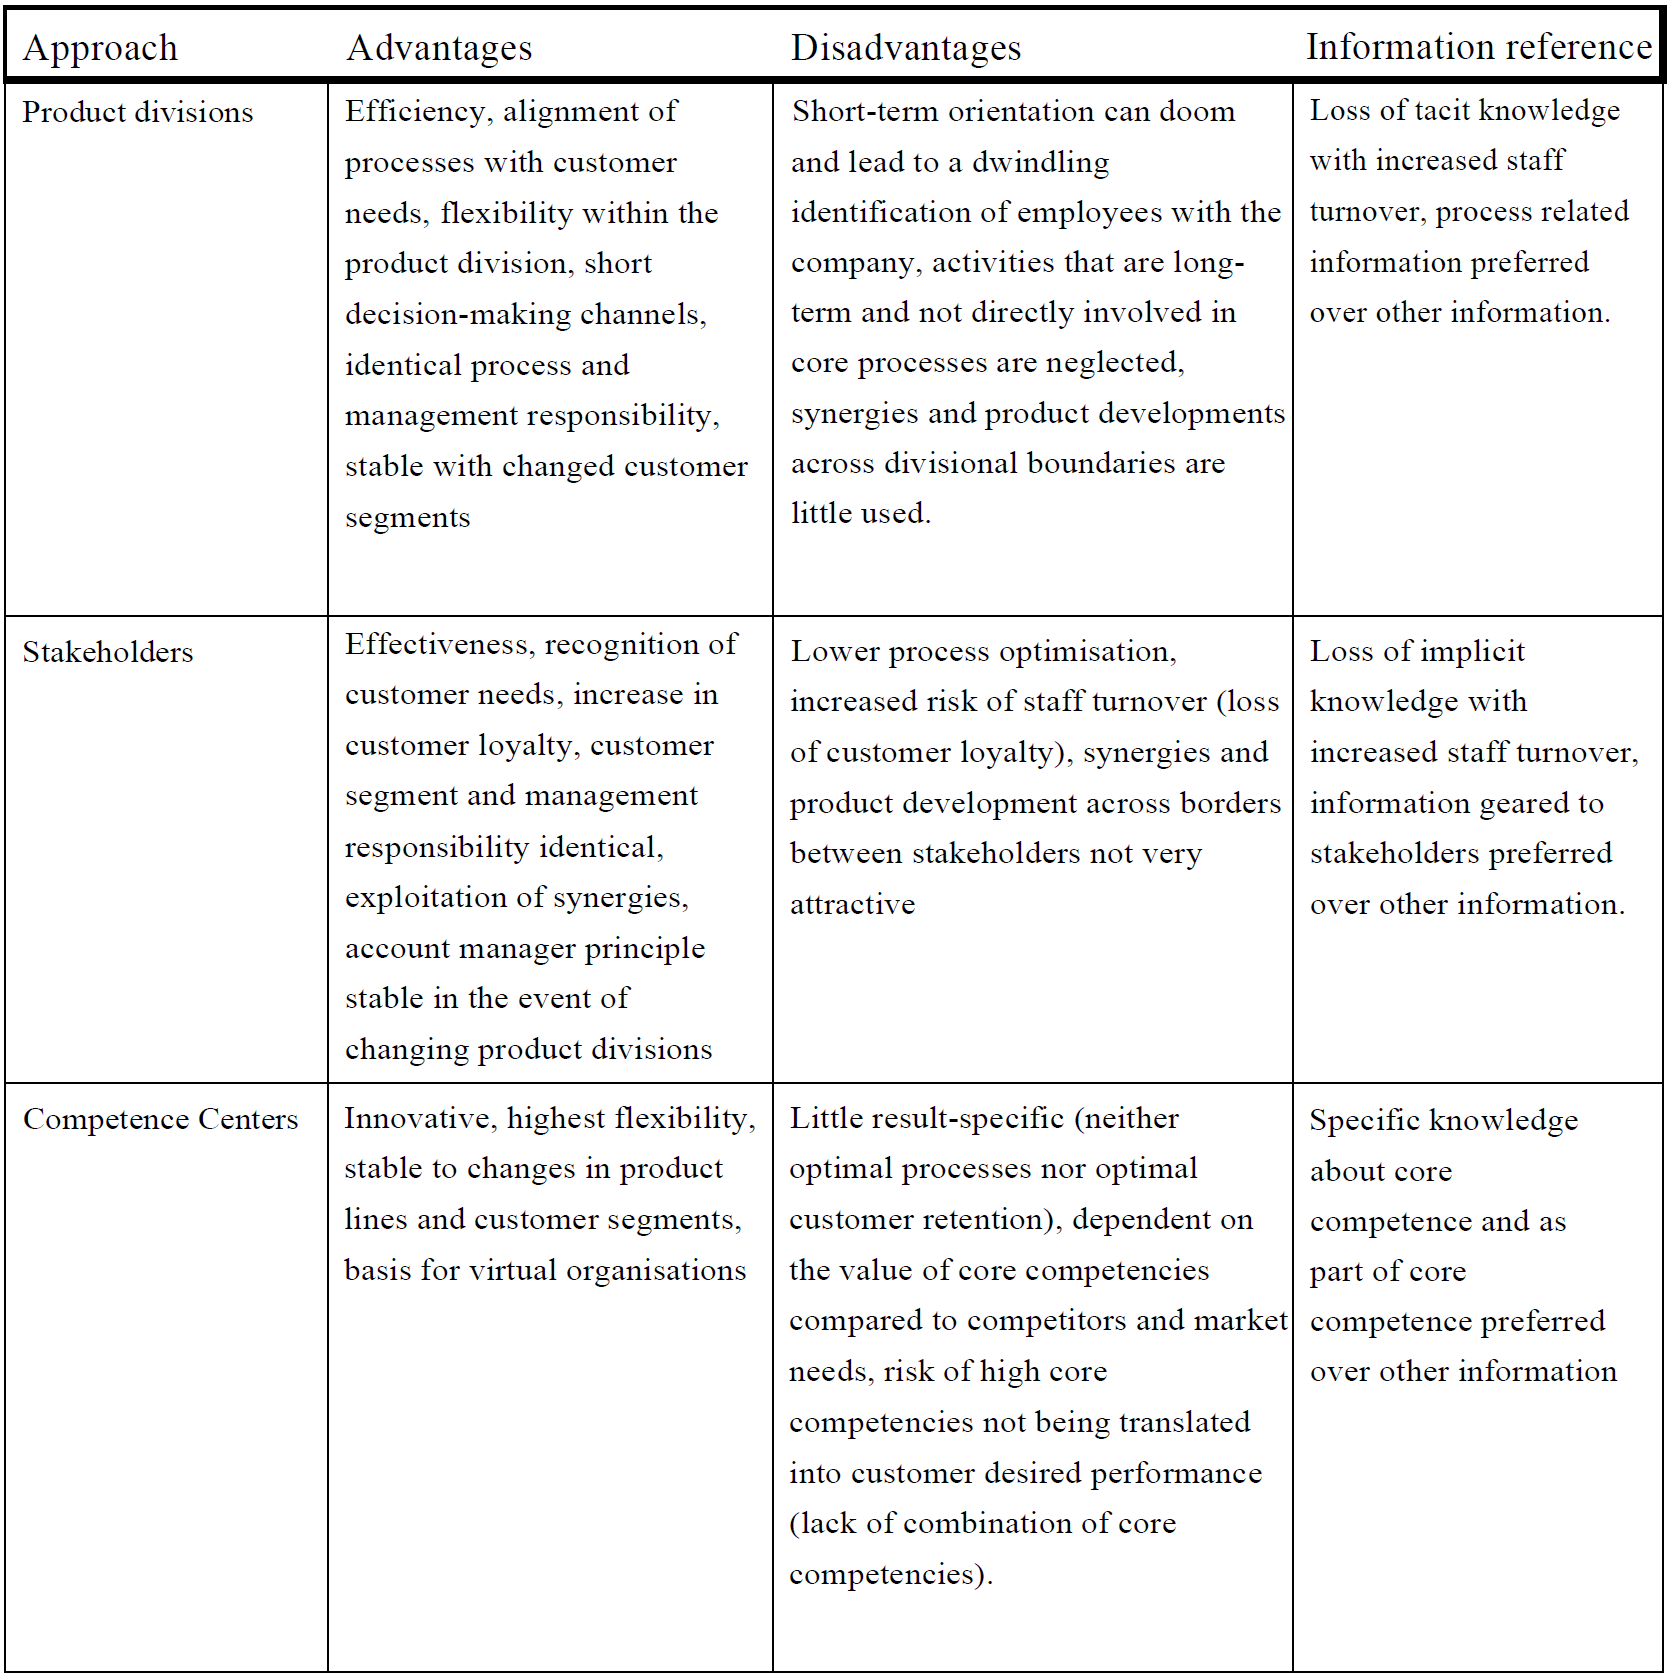 Approach
Advantages
Disadvantages
Information reference
Product divisions
Efficiency, alignment of
processes with customer
needs, flexibility within the
product division, short
decision-making channels,
identical process and
management responsibility,
stable with changed customer
segments
Short-term orientation can doom
and lead to a dwindling
identification of employees with the
company, activities that are long-
term and not directly involved in
core processes are neglected,
synergies and product developments
across divisional boundaries are
little used.
Loss of tacit knowledge
with increased staff
turnover, process related
information preferred
over other information.
Stakeholders
Effectiveness, recognition of
customer needs, increase in
customer loyalty, customer
segment and management
responsibility identical,
exploitation of synergies,
account manager principle
stable in the event of
changing product divisions
Lower process optimisation,
increased risk of staff turnover (loss
of customer loyalty), synergies and
product development across borders
between stakeholders not very
attractive
Loss of implicit
knowledge with
increased staff turnover,
information geared to
stakeholders preferred
over other information.
Competence Centers
Innovative, highest flexibility,
stable to changes in product
lines and customer segments,
basis for virtual organisations
Little result-specific (neither
optimal processes nor optimal
customer retention), dependent on
the value of core competencies
compared to competitors and market
needs, risk of high core
competencies not being translated
into customer desired performance
(lack of combination of core
competencies).
Specific knowledge
about core
competence and as
part of core
competence preferred
over other information